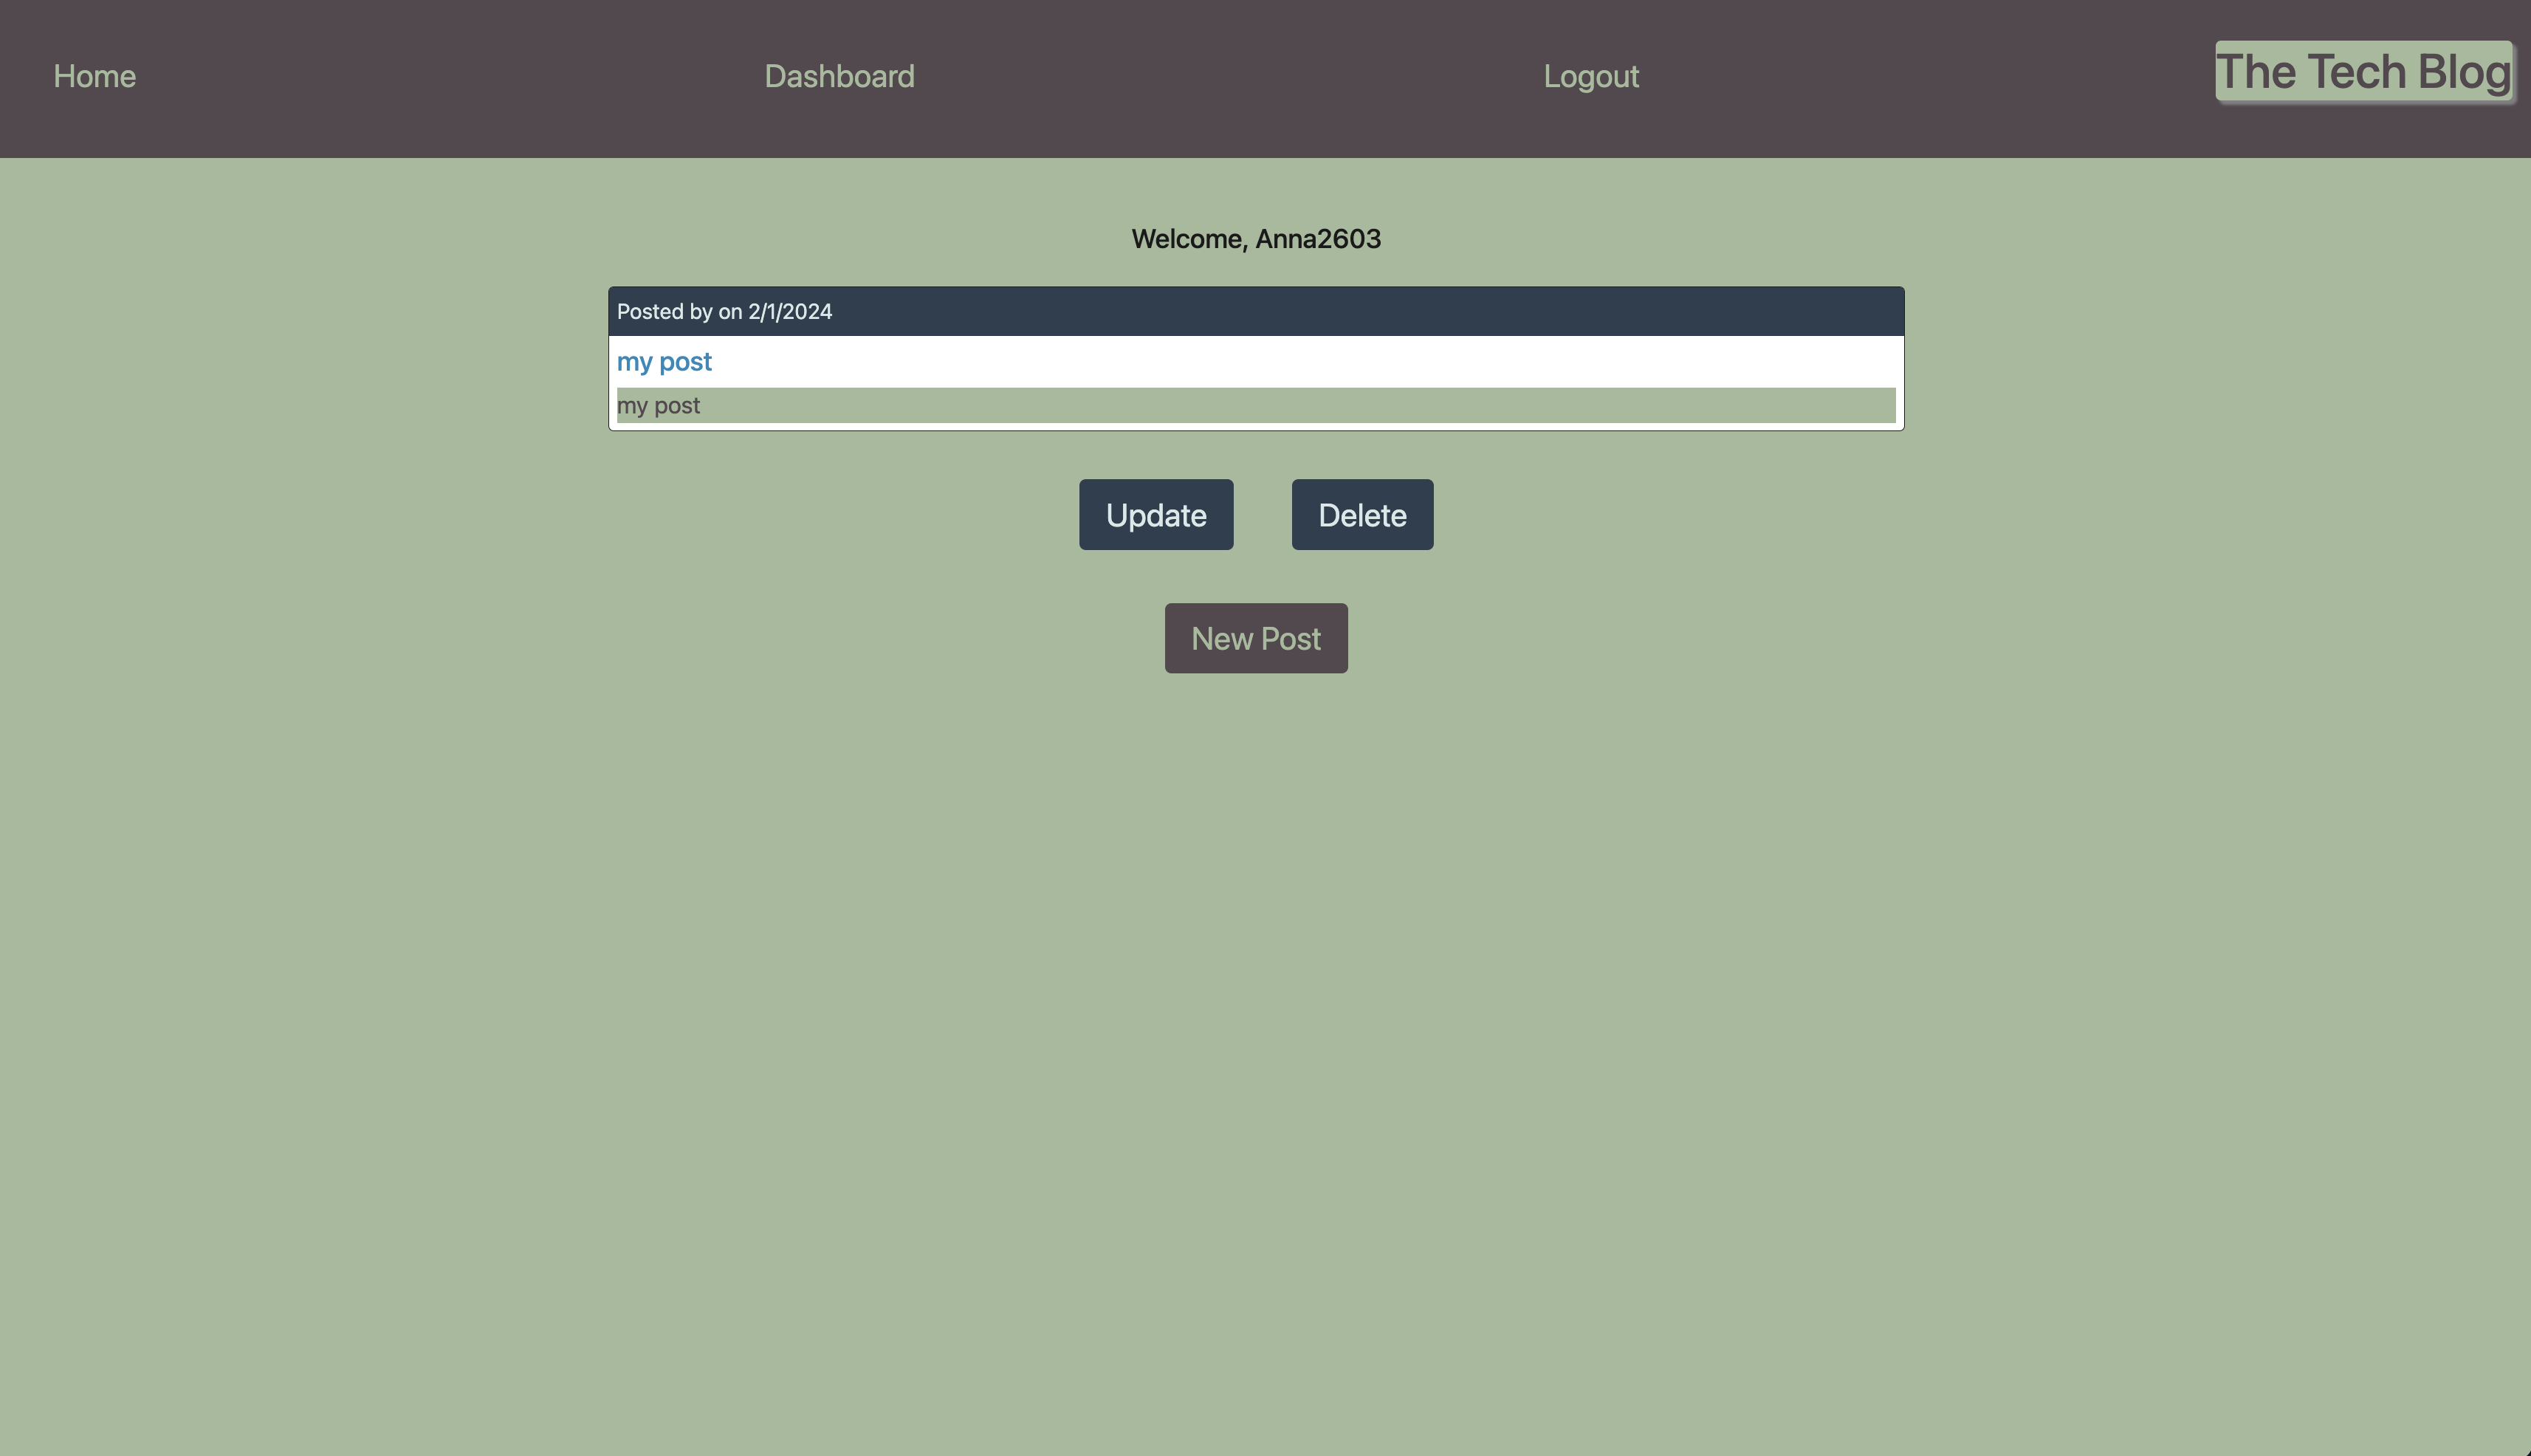 Home Dashboard Logout The Tech Blog
Welcome, Anna2603
Posted by on 2/1/2024
my post
my post
Update Delete
New Post